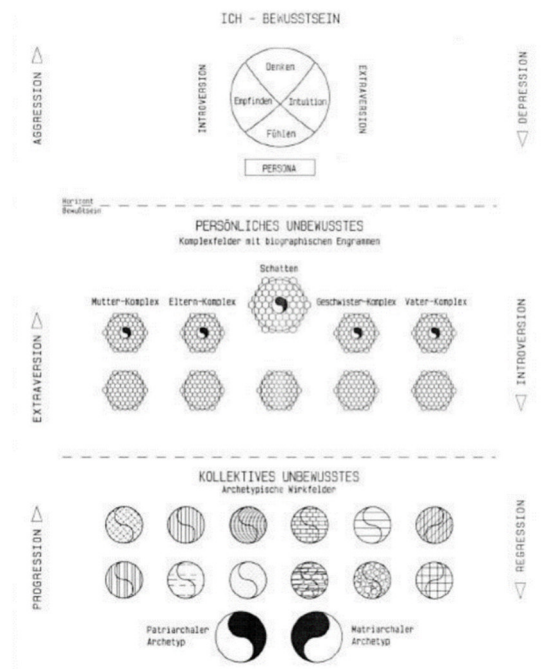 ICH - BEWUSSTSEIN
AGGRESSION
INTROVERSION
Denken
Empfinden
Intuition
Fühlen
EXTRAVERSION
DEPRESSION
PERSONA
Horizont
Bewußtsein
PERSÖNLICHES UNBEWUSSTES
Komplexfelder mit biographischen Engrammen
Schatten
Mutter-Komplex
Eltern-Komplex
Geschwister-Komplex
Vater-Komplex
EXTRAVERSION
INTROVERSION
KOLLEKTIVES UNBEWUSSTES
Archetypische Wirkfelder
PROGRESSION
REGRESSION
Patriarchaler
Archetyp
Matriarchaler
Archetyp